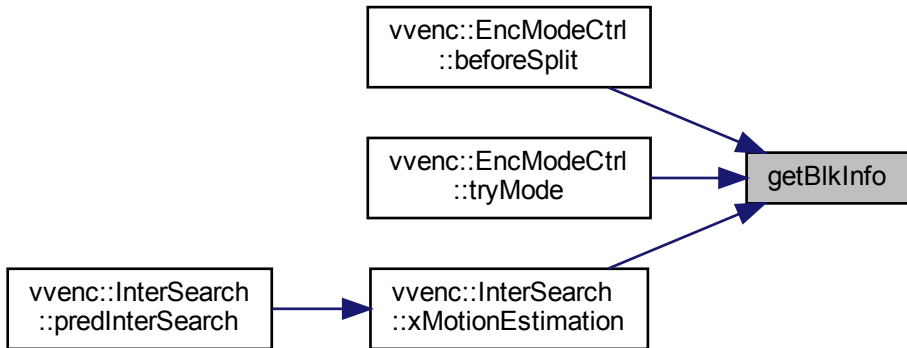 vvenc::EncModeCtrl
::beforeSplit
vvenc::EncModeCtrl
::tryMode
getBlkInfo
vvenc::InterSearch
::predInterSearch
vvenc::InterSearch
::xMotionEstimation